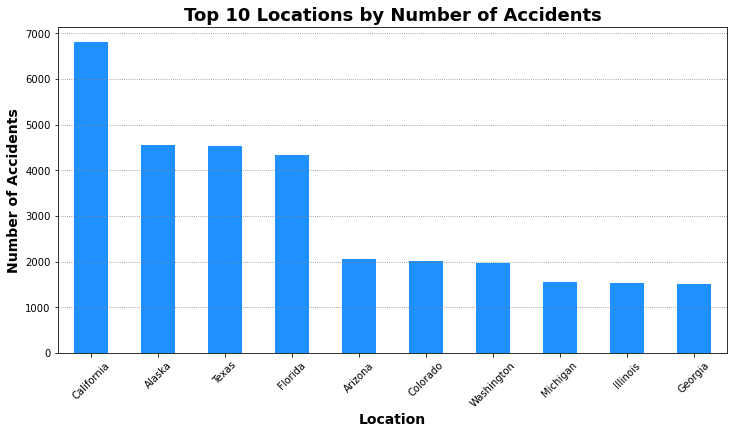 Top 10 Locations by Number of Accidents
Number of Accidents
7000
6000
5000
4000
3000
2000
1000
0
California
Alaska
Texas
Florida
Arizona
Colorado
Washington
Michigan
Illinois
Georgia
Location